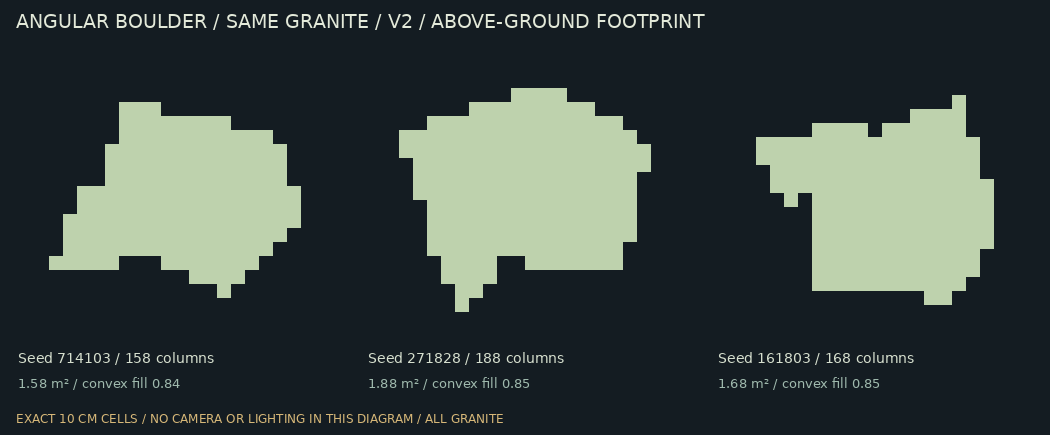 ANGULAR BOULDER / SAME GRANITE / V2 / ABOVE-GROUND FOOTPRINT
Seed 714103 / 158 columns
1.58 m² / convex fill 0.84
Seed 271828 / 188 columns
1.88 m² / convex fill 0.85
Seed 161803 / 168 columns
1.68 m² / convex fill 0.85
EXACT 10 CM CELLS / NO CAMERA OR LIGHTING IN THIS DIAGRAM / ALL GRANITE